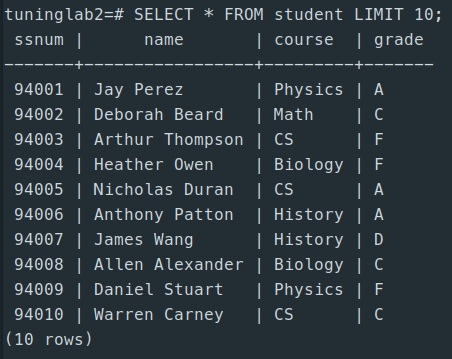 tuninglab2=# SELECT * FROM student LIMIT 10;
 ssnum |      name       | course  | grade
-------+-----------------+---------+-------
 94001 | Jay Perez       | Physics | A
 94002 | Deborah Beard   | Math    | C
 94003 | Arthur Thompson | CS      | F
 94004 | Heather Owen    | Biology | F
 94005 | Nicholas Duran  | CS      | A
 94006 | Anthony Patton  | History | A
 94007 | James Wang      | History | D
 94008 | Allen Alexander | Biology | C
 94009 | Daniel Stuart   | Physics | F
 94010 | Warren Carney   | CS      | C
(10 rows)